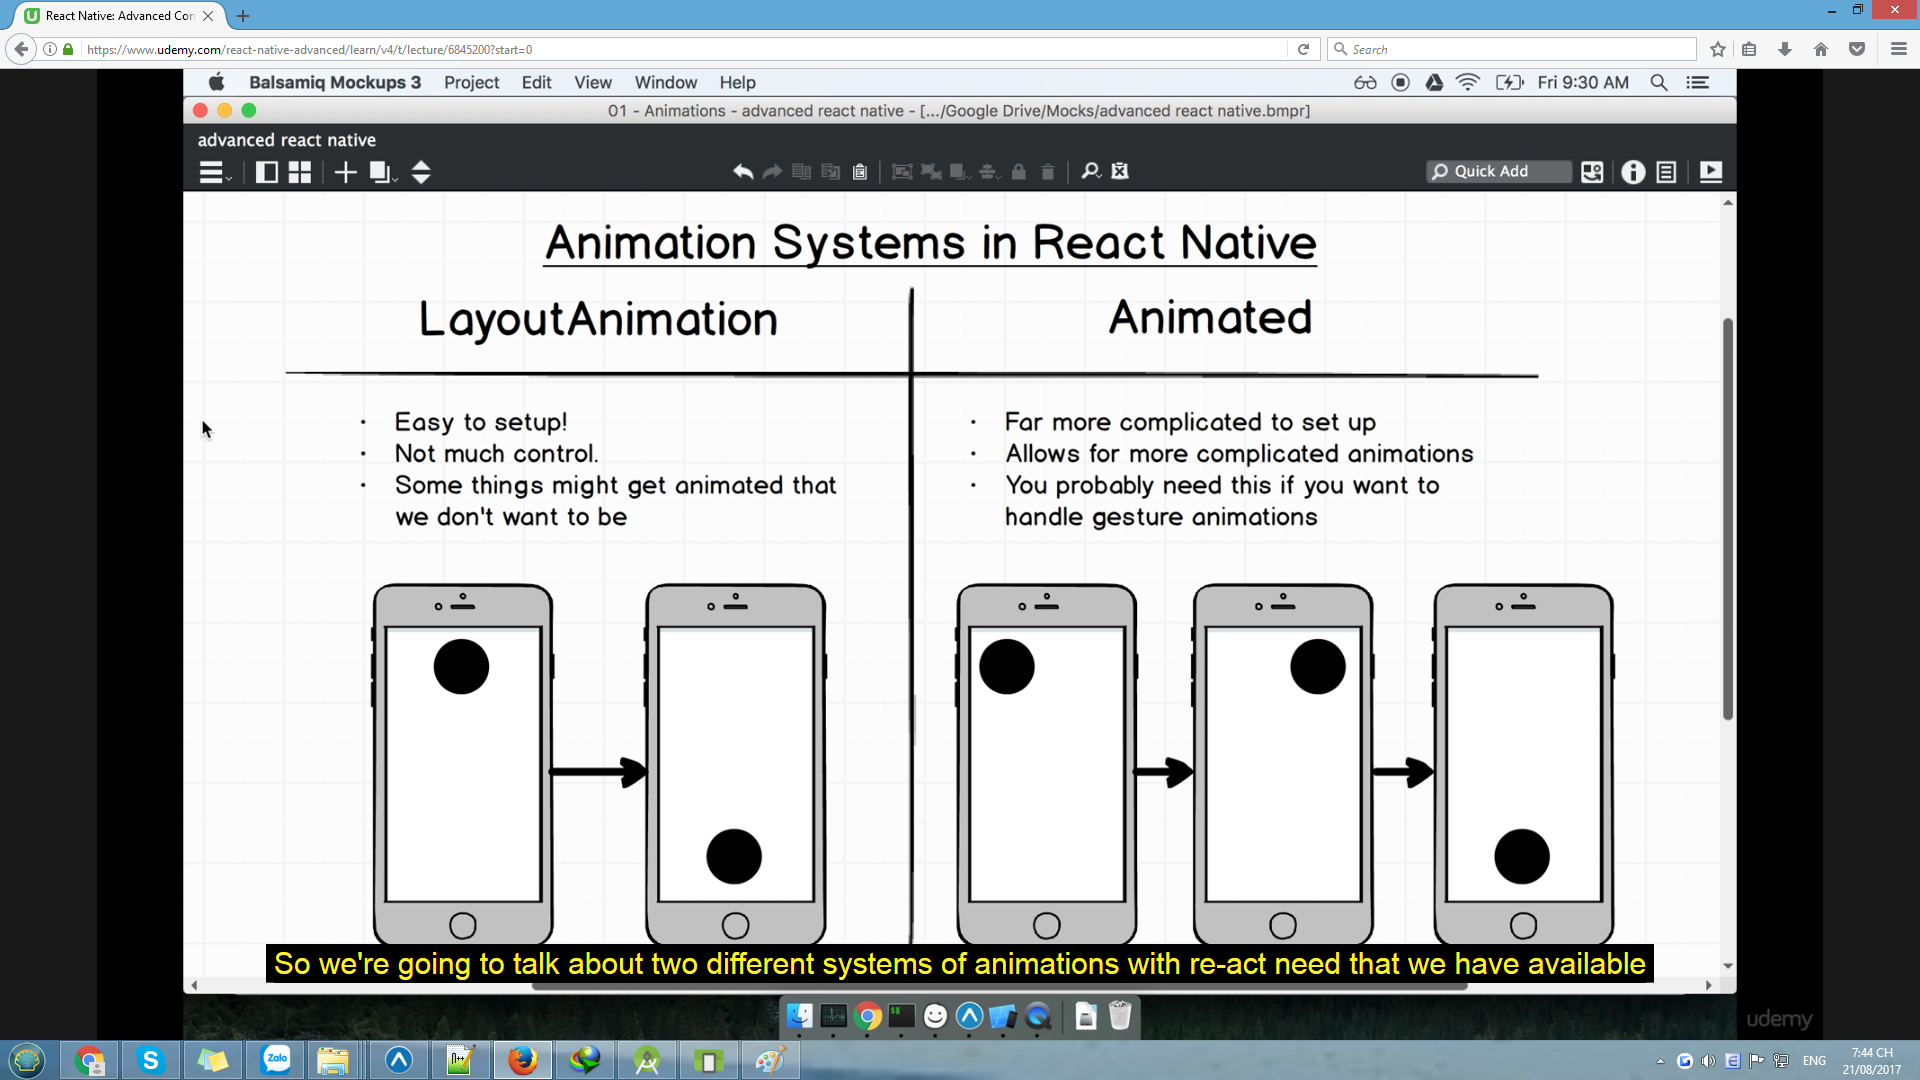 React Native: Advanced Con
https://www.udemy.com/react-native-advanced/learn/v4/t/lecture/6845200?start=0
Search
Balsamiq Mockups 3 Project Edit View Window Help
Fri 9:30 AM
01 - Animations - advanced react native - [.../Google Drive/Mocks/advanced react native.bmpr]
advanced react native
Quick Add
Animation Systems in React Native
LayoutAnimation
Animated
· Easy to setup!
· Not much control.
· Some things might get animated that
we don't want to be
· Far more complicated to set up
· Allows for more complicated animations
· You probably need this if you want to
handle gesture animations
So we're going to talk about two different systems of animations with re-act need that we have available
udemy
Zalo
ENG
7:44 CH
21/08/2017